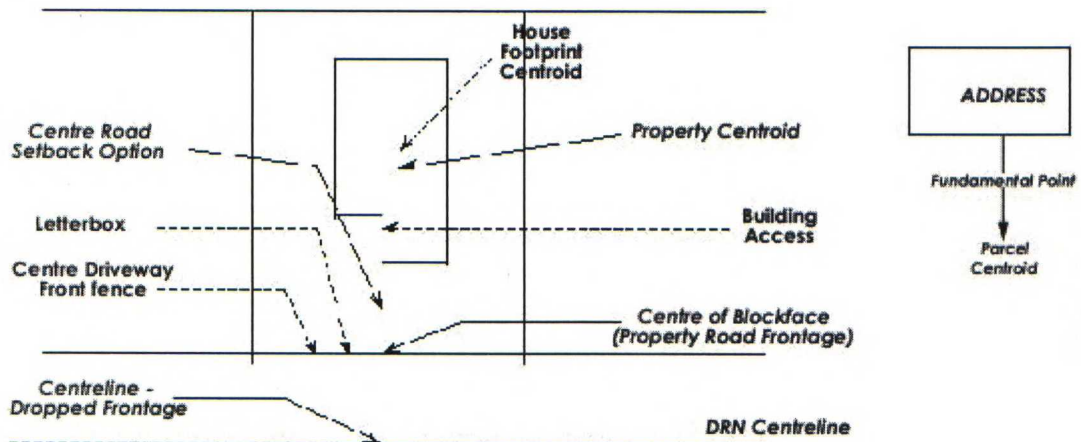 House
Footprint
Centroid
ADDRESS
Centre Road
Setback Option
Property Centroid
Fundamental Point
Letterbox
Building
Access
Parcel
Centroid
Centre Driveway
Front fence
Centre of Blockface
(Property Road Frontage)
Centreline -
Dropped Frontage
DRN Centreline